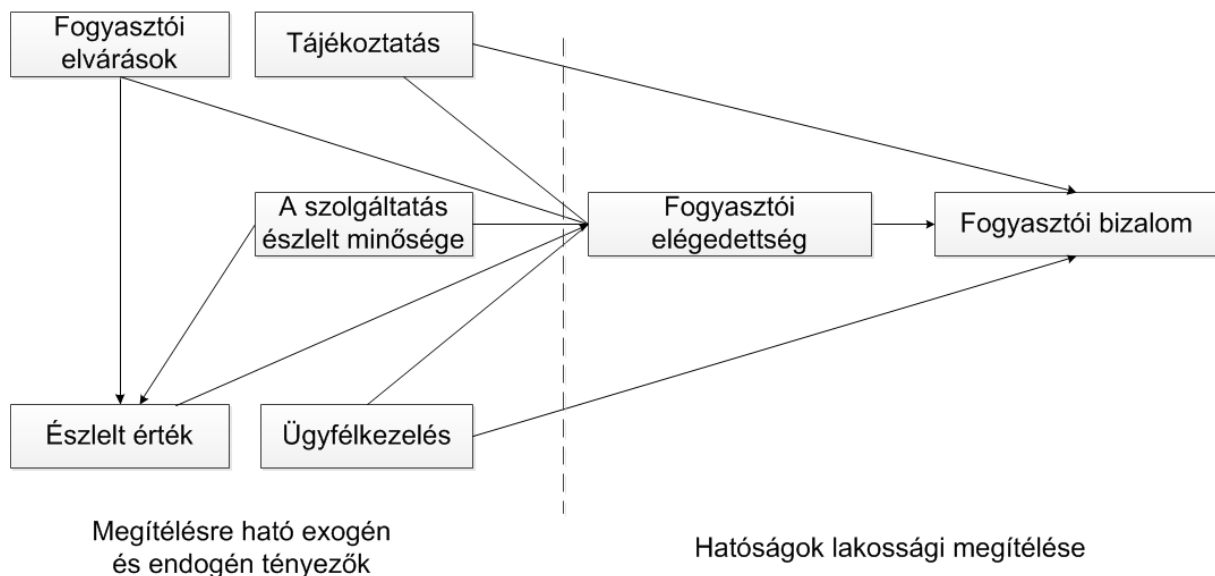 Fogyasztói
elvárások
Tájékoztatás
A szolgáltatás
észlelt minősége
Fogyasztói
elégedettség
Fogyasztói bizalom
Észlelt érték
Ügyfélkezelés
Megítélésre ható exogén
és endogén tényezők
Hatóságok lakossági megítélése